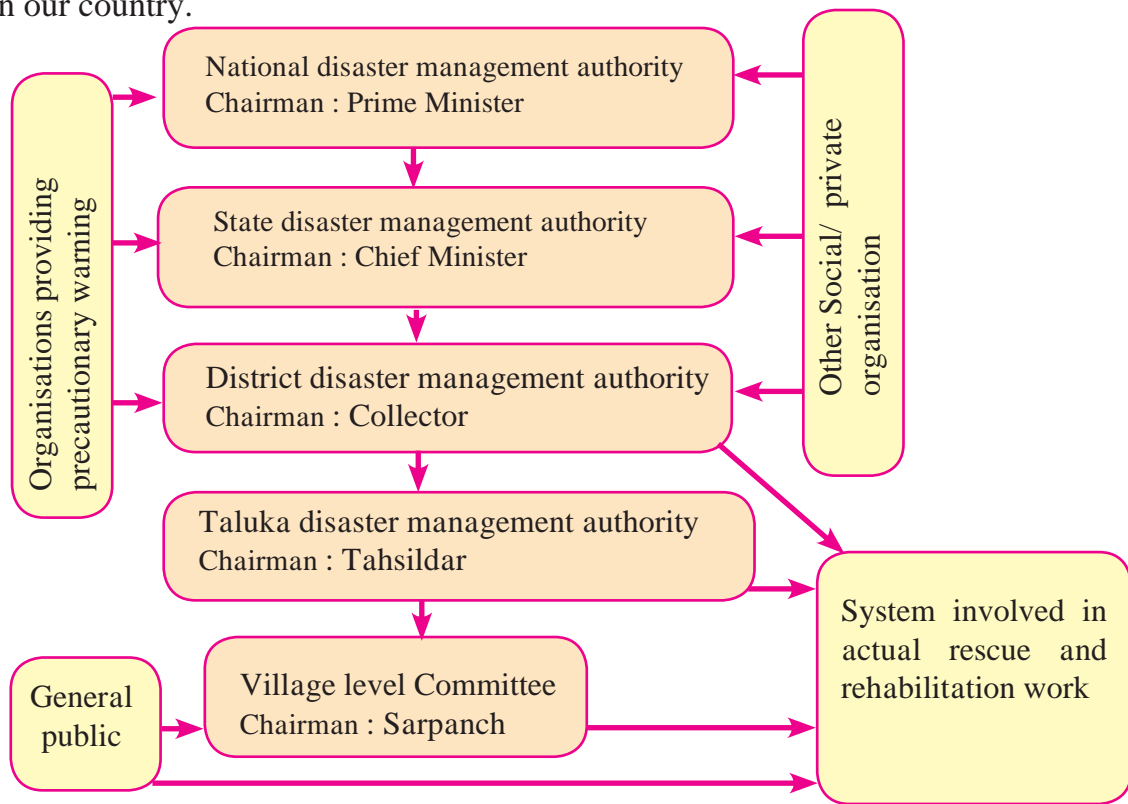 n our country.
National disaster management authority
Chairman : Prime Minister
Organisations providing
precautionary warning
Other Social/ private
organisation
State disaster management authority
Chairman : Chief Minister
District disaster management authority
Chairman : Collector
Taluka disaster management authority
Chairman : Tahsildar
System involved in
actual rescue and
rehabilitation work
Village level Committee
Chairman : Sarpanch
General
public